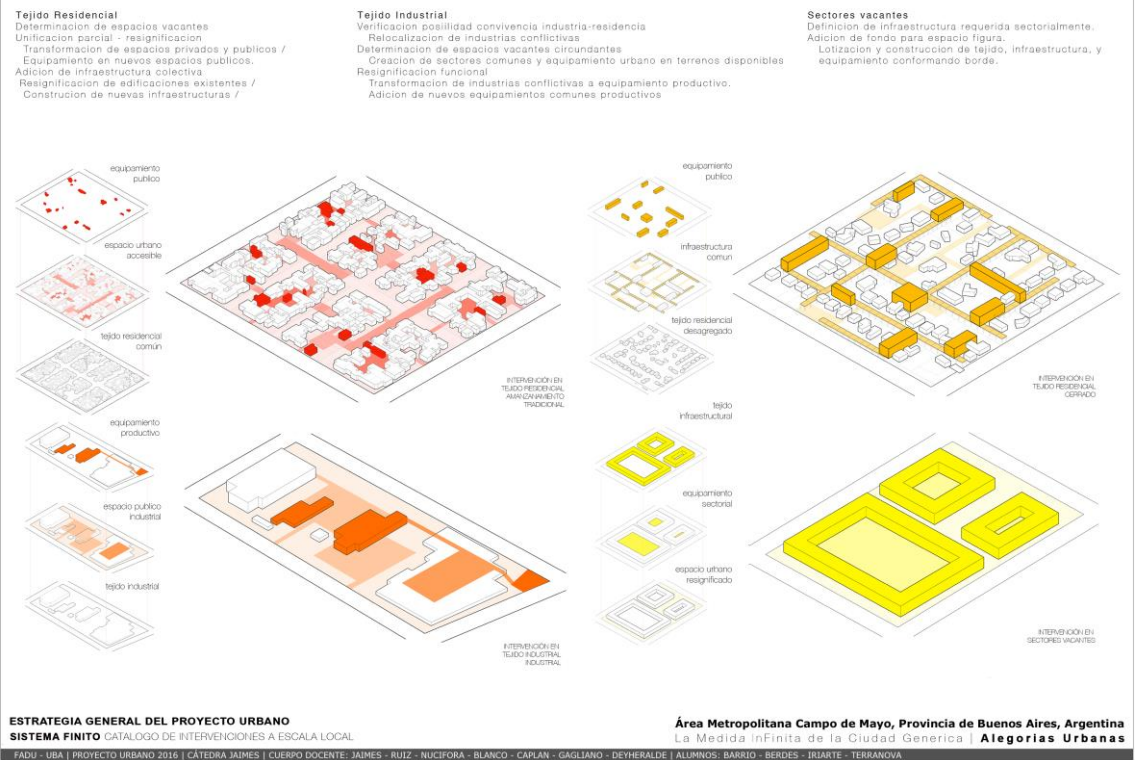 Tejido Residencial
Determinacion de espacios vacantes
Unificacion parcial - resignificacion
Transformacion de espacios privados y publicos /
Equipamiento en nuevos espacios publicos.
Adicion de infraestructura colectiva
Resignificacion de edificaciones existentes /
Construcion de nuevas infraestructuras /
Tejido Industrial
Verificacion posiilidad convivencia industria-residencia
Relocalizacion de industrias conflictivas
Determinacion de espacios vacantes circundantes
Creacion de sectores comunes y equipamiento urbano en terrenos disponibles
Resignificacion funcional
Transformacion de industrias conflictivas a equipamiento productivo.
Adicion de nuevos equipamientos comunes productivos
Sectores vacantes
Definicion de infraestructura requerida sectorialmente.
Adicion de fondo para espacio figura.
Lotizacion y construccion de tejido, infraestructura, y
equipamiento conformando borde.
equipamiento
publico
espacio urbano
accesible
tejido residencial
común
INTERVENCIÓN EN
TEJIDO RESIDENCIAL
AMANZANAMIENTO
TRADICIONAL
equipamiento
publico
infraestructura
comun
tejido residencial
desagregado
INTERVENCIÓN EN
TEJIDO RESIDENCIAL
CERRADO
equipamiento
productivo
espacio publico
industrial
tejido industrial
INTERVENCIÓN EN
TEJIDO INDUSTRIAL
INDUSTRIAL
tejido
infraestructural
equipamiento
sectorial
espacio urbano
resignificado
INTERVENCIÓN EN
SECTORES VACANTES
ESTRATEGIA GENERAL DEL PROYECTO URBANO
SISTEMA FINITO CATALOGO DE INTERVENCIONES A ESCALA LOCAL
Área Metropolitana Campo de Mayo, Provincia de Buenos Aires, Argentina
La Medida InFinita de la Ciudad Generica | Alegorias Urbanas
FADU - UBA | PROYECTO URBANO 2016 | CÁTEDRA JAIMES | CUERPO DOCENTE: JAIMES - RUIZ - NUCIFORA - BLANCO - CAPLAN - GAGLIANO - DEYHERALDE | ALUMNOS: BARRIO - BERDES - IRIARTE - TERRANOVA